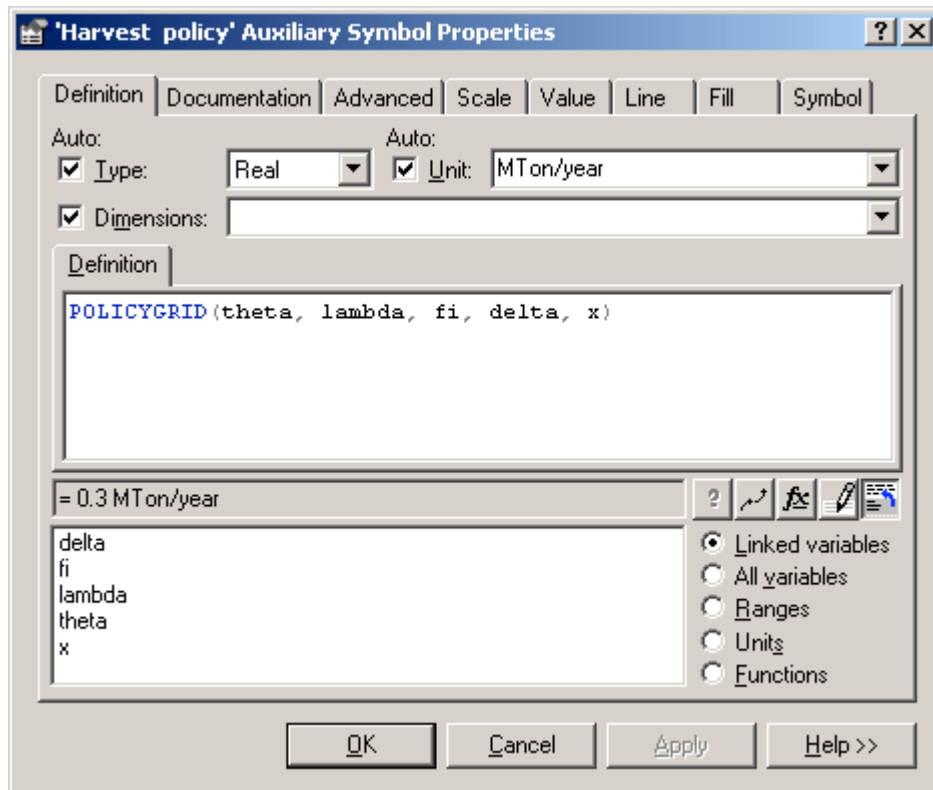 'Harvest policy' Auxiliary Symbol Properties
Definition Documentation Advanced Scale Value Line Fill Symbol
Auto: Auto:
Type: Real Unit: MTon/year
Dimensions:
Definition
POLICYGRID(theta, lambda, fi, delta, x)
= 0.3 MTon/year ? fx
delta
fi
lambda
theta
x
Linked variables
All variables
Ranges
Units
Functions
OK Cancel Apply Help >>